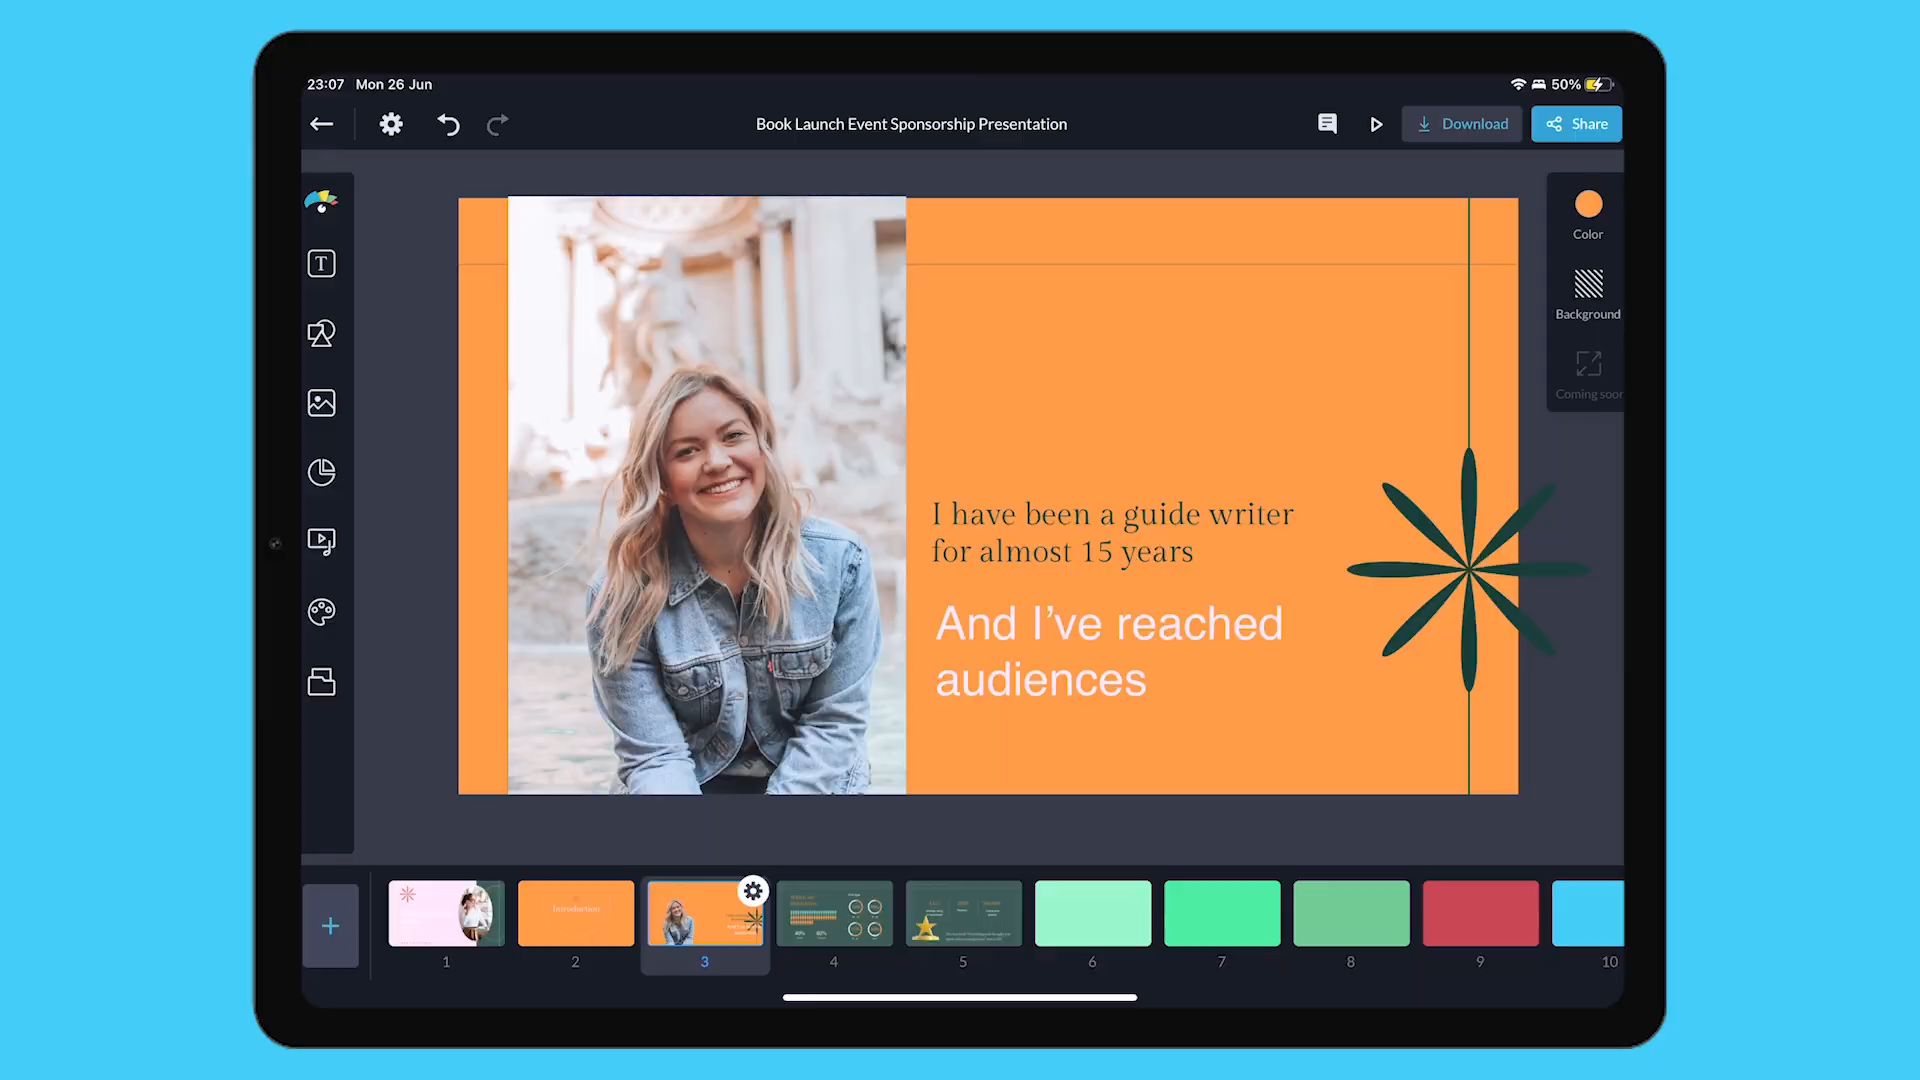 23:07 Mon 26 Jun
50%
Book Launch Event Sponsorship Presentation
Download
Share
T
Color
Background
Coming soon
I have been a guide writer
for almost 15 years
And I’ve reached
audiences
Introduction
1
2
3
4
5
6
7
8
9
10